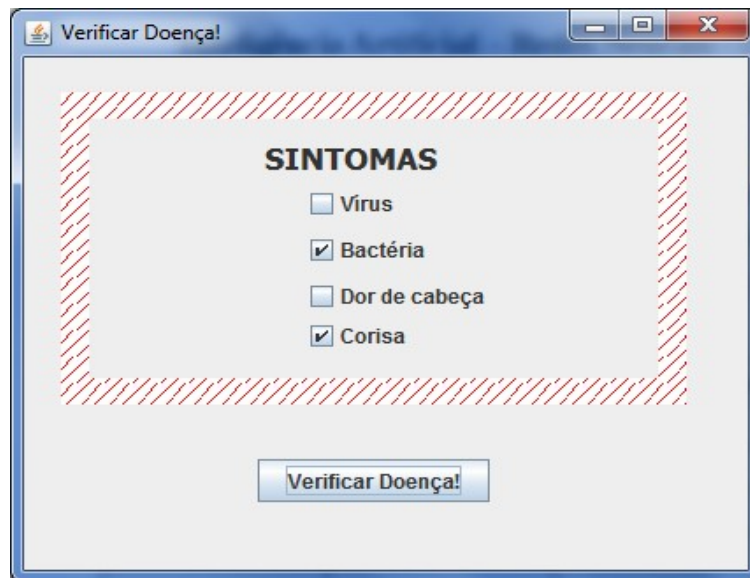 Verificar Doença!
SINTOMAS
Vírus
Bactéria
Dor de cabeça
Corisa
Verificar Doença!